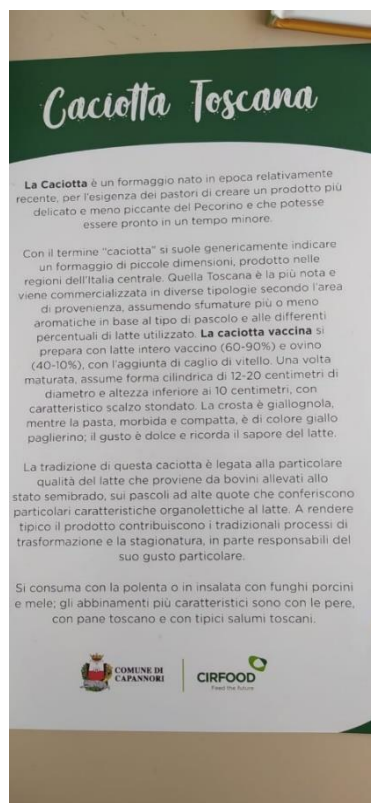 Caciotta Toscana
La Caciotta è un formaggio nato in epoca relativamente
recente, per l'esigenza dei pastori di creare un prodotto più
delicato e meno piccante del Pecorino e che potesse
essere pronto in un tempo minore.
Con il termine "caciotta" si suole genericamente indicare
un formaggio di piccole dimensioni, prodotto nelle
regioni dell'Italia centrale. Quella Toscana è la più nota e
viene commercializzata in diverse tipologie secondo l'area
di provenienza, assumendo sfumature più o meno
aromatiche in base al tipo di pascolo e alle differenti
percentuali di latte utilizzato. La caciotta vaccina si
prepara con latte intero vaccino (60-90%) e ovino
(40-10%), con l'aggiunta di caglio di vitello. Una volta
maturata, assume forma cilindrica di 12-20 centimetri di
diametro e altezza inferiore ai 10 centimetri, con
caratteristico scalzo stondato. La crosta è giallognola,
mentre la pasta, morbida e compatta, è di colore giallo
paglierino; il gusto è dolce e ricorda il sapore del latte.
La tradizione di questa caciotta è legata alla particolare
qualità del latte che proviene da bovini allevati allo
stato semibrado, sui pascoli ad alte quote che conferiscono
particolari caratteristiche organolettiche al latte. A rendere
tipico il prodotto contribuiscono i tradizionali processi di
trasformazione e la stagionatura, in parte responsabili del
suo gusto particolare.
Si consuma con la polenta o in insalata con funghi porcini
e mele; gli abbinamenti più caratteristici sono con le pere,
con pane toscano e con tipici salumi toscani.
COMUNE DI
CAPANNORI
CIRFOOD
Feed the future